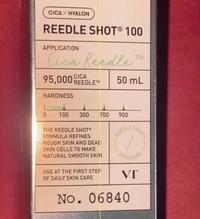 CICA × HYALON
REEDLE SHOT® 100
APPLICATION
Cica Reedle™
95,000 CICA REEDLE™
50 mL
HARDNESS
0 100 300 700 900
THE REEDLE SHOT®
FORMULA REFINES
ROUGH SKIN AND DEAD
SKIN CELLS TO MAKE
NATURAL SMOOTH SKIN
USE AT THE FIRST STEP
OF DAILY SKIN CARE
VT
No. 06840